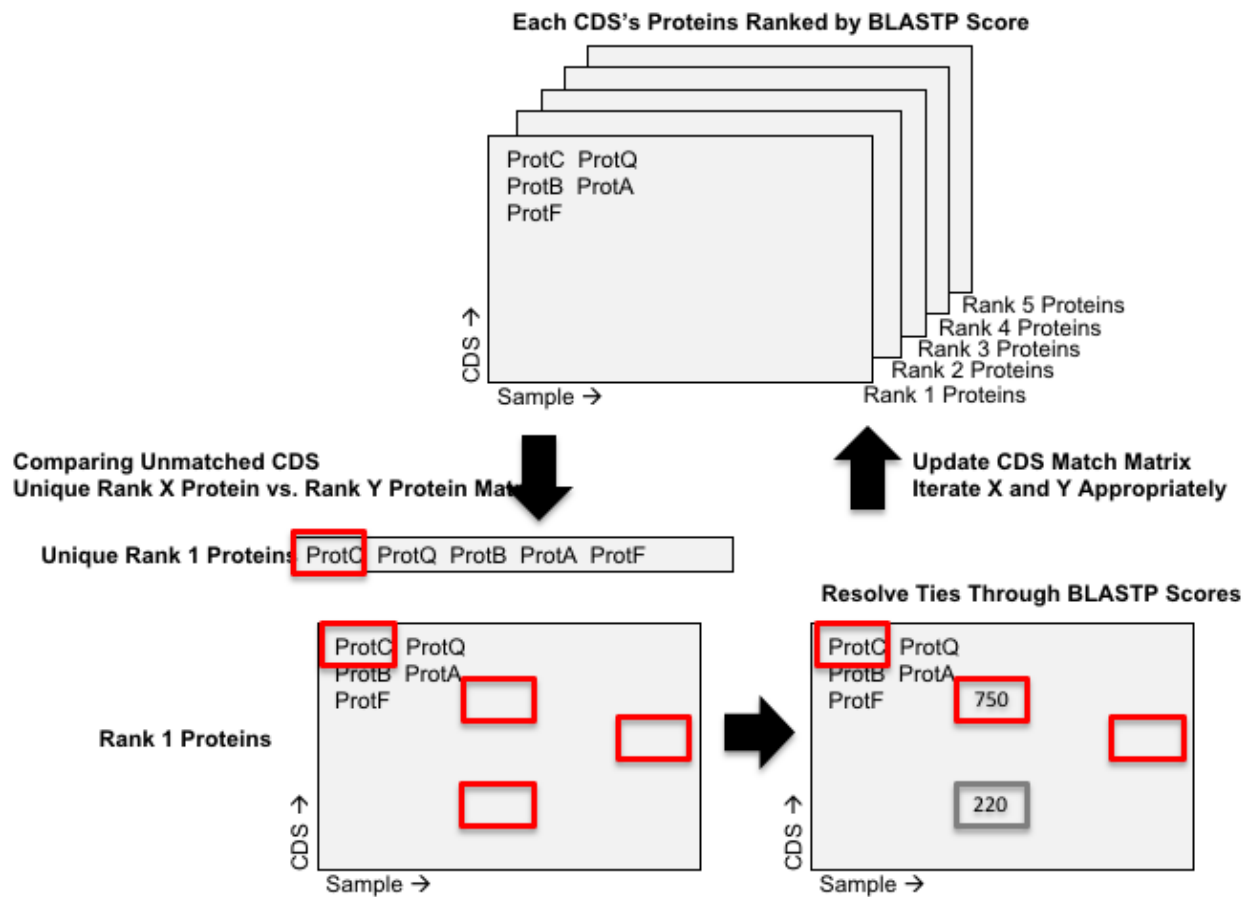 Each CDS's Proteins Ranked by BLASTP Score
ProtC ProtQ
ProtB ProtA
ProtF
CDS →
Sample →
Rank 5 Proteins
Rank 4 Proteins
Rank 3 Proteins
Rank 2 Proteins
Rank 1 Proteins
Comparing Unmatched CDS
Unique Rank X Protein vs. Rank Y Protein Mat
Update CDS Match Matrix
Iterate X and Y Appropriately
Unique Rank 1 Proteins
ProtC ProtQ ProtB ProtA ProtF
Rank 1 Proteins
ProtC ProtQ
ProtB ProtA
ProtF
CDS →
Sample →
Resolve Ties Through BLASTP Scores
ProtC ProtQ
ProtB ProtA
ProtF
750
220
CDS →
Sample →